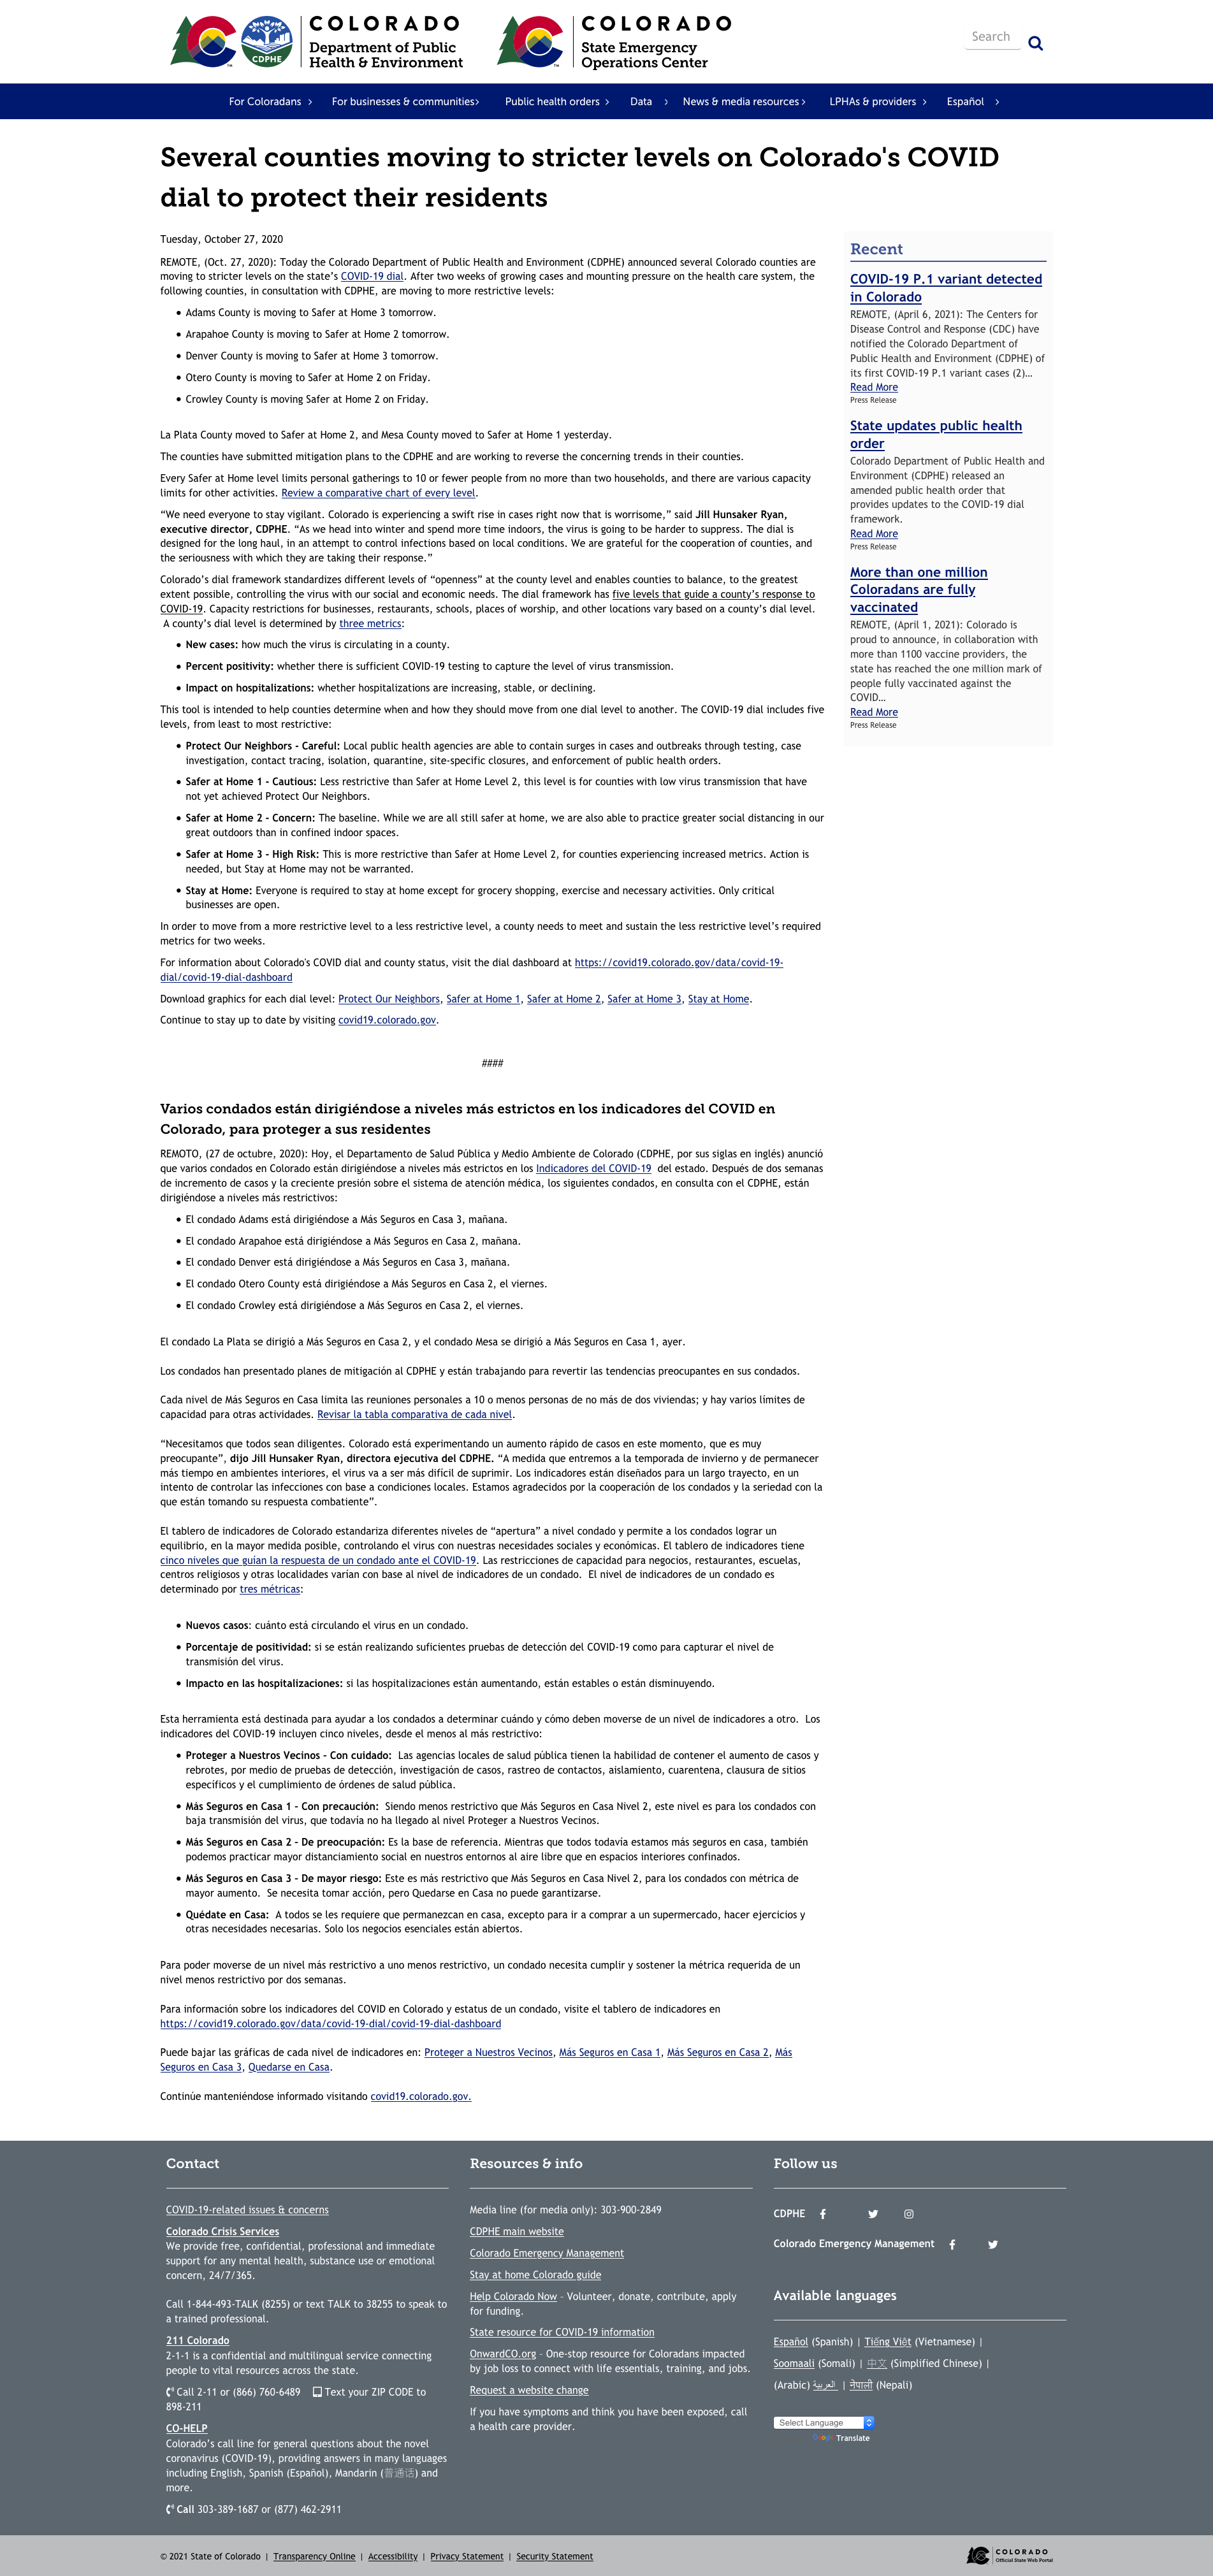 COLORADO
Department of Public
Health & Environment
CDPHE
COLORADO
State Emergency
Operations Center
Search
For Coloradans
For businesses & communities
Public health orders
Data
News & media resources
LPHAs & providers
Español
Several counties moving to stricter levels on Colorado's COVID
dial to protect their residents
Tuesday, October 27, 2020
REMOTE, (Oct. 27, 2020): Today the Colorado Department of Public Health and Environment (CDPHE) announced several Colorado counties are
moving to stricter levels on the state’s COVID-19 dial. After two weeks of growing cases and mounting pressure on the health care system, the
following counties, in consultation with CDPHE, are moving to more restrictive levels:
• Adams County is moving to Safer at Home 3 tomorrow.
• Arapahoe County is moving to Safer at Home 2 tomorrow.
• Denver County is moving to Safer at Home 3 tomorrow.
• Otero County is moving to Safer at Home 2 on Friday.
• Crowley County is moving Safer at Home 2 on Friday.
La Plata County moved to Safer at Home 2, and Mesa County moved to Safer at Home 1 yesterday.
The counties have submitted mitigation plans to the CDPHE and are working to reverse the concerning trends in their counties.
Every Safer at Home level limits personal gatherings to 10 or fewer people from no more than two households, and there are various capacity
limits for other activities. Review a comparative chart of every level.
“We need everyone to stay vigilant. Colorado is experiencing a swift rise in cases right now that is worrisome,” said Jill Hunsaker Ryan,
executive director, CDPHE. “As we head into winter and spend more time indoors, the virus is going to be harder to suppress. The dial is
designed for the long haul, in an attempt to control infections based on local conditions. We are grateful for the cooperation of counties, and
the seriousness with which they are taking their response.”
Colorado’s dial framework standardizes different levels of “openness” at the county level and enables counties to balance, to the greatest
extent possible, controlling the virus with our social and economic needs. The dial framework has five levels that guide a county’s response to
COVID-19. Capacity restrictions for businesses, restaurants, schools, places of worship, and other locations vary based on a county’s dial level.
A county’s dial level is determined by three metrics:
• New cases: how much the virus is circulating in a county.
• Percent positivity: whether there is sufficient COVID-19 testing to capture the level of virus transmission.
• Impact on hospitalizations: whether hospitalizations are increasing, stable, or declining.
This tool is intended to help counties determine when and how they should move from one dial level to another. The COVID-19 dial includes five
levels, from least to most restrictive:
• Protect Our Neighbors - Careful: Local public health agencies are able to contain surges in cases and outbreaks through testing, case
investigation, contact tracing, isolation, quarantine, site-specific closures, and enforcement of public health orders.
• Safer at Home 1 - Cautious: Less restrictive than Safer at Home Level 2, this level is for counties with low virus transmission that have
not yet achieved Protect Our Neighbors.
• Safer at Home 2 - Concern: The baseline. While we are all still safer at home, we are also able to practice greater social distancing in our
great outdoors than in confined indoor spaces.
• Safer at Home 3 - High Risk: This is more restrictive than Safer at Home Level 2, for counties experiencing increased metrics. Action is
needed, but Stay at Home may not be warranted.
• Stay at Home: Everyone is required to stay at home except for grocery shopping, exercise and necessary activities. Only critical
businesses are open.
In order to move from a more restrictive level to a less restrictive level, a county needs to meet and sustain the less restrictive level’s required
metrics for two weeks.
For information about Colorado's COVID dial and county status, visit the dial dashboard at https://covid19.colorado.gov/data/covid-19-
dial/covid-19-dial-dashboard
Download graphics for each dial level: Protect Our Neighbors, Safer at Home 1, Safer at Home 2, Safer at Home 3, Stay at Home.
Continue to stay up to date by visiting covid19.colorado.gov.
####
Varios condados están dirigiéndose a niveles más estrictos en los indicadores del COVID en
Colorado, para proteger a sus residentes
REMOTO, (27 de octubre, 2020): Hoy, el Departamento de Salud Pública y Medio Ambiente de Colorado (CDPHE, por sus siglas en inglés) anunció
que varios condados en Colorado están dirigiéndose a niveles más estrictos en los Indicadores del COVID-19 del estado. Después de dos semanas
de incremento de casos y la creciente presión sobre el sistema de atención médica, los siguientes condados, en consulta con el CDPHE, están
dirigiéndose a niveles más restrictivos:
• El condado Adams está dirigiéndose a Más Seguros en Casa 3, mañana.
• El condado Arapahoe está dirigiéndose a Más Seguros en Casa 2, mañana.
• El condado Denver está dirigiéndose a Más Seguros en Casa 3, mañana.
• El condado Otero County está dirigiéndose a Más Seguros en Casa 2, el viernes.
• El condado Crowley está dirigiéndose a Más Seguros en Casa 2, el viernes.
El condado La Plata se dirigió a Más Seguros en Casa 2, y el condado Mesa se dirigió a Más Seguros en Casa 1, ayer.
Los condados han presentado planes de mitigación al CDPHE y están trabajando para revertir las tendencias preocupantes en sus condados.
Cada nivel de Más Seguros en Casa limita las reuniones personales a 10 o menos personas de no más de dos viviendas; y hay varios límites de
capacidad para otras actividades. Revisar la tabla comparativa de cada nivel.
“Necesitamos que todos sean diligentes. Colorado está experimentando un aumento rápido de casos en este momento, que es muy
preocupante”, dijo Jill Hunsaker Ryan, directora ejecutiva del CDPHE. “A medida que entremos a la temporada de invierno y de permanecer
más tiempo en ambientes interiores, el virus va a ser más difícil de suprimir. Los indicadores están diseñados para un largo trayecto, en un
intento de controlar las infecciones con base a condiciones locales. Estamos agradecidos por la cooperación de los condados y la seriedad con la
que están tomando su respuesta combatiente”.
El tablero de indicadores de Colorado estandariza diferentes niveles de “apertura” a nivel condado y permite a los condados lograr un
equilibrio, en la mayor medida posible, controlando el virus con nuestras necesidades sociales y económicas. El tablero de indicadores tiene
cinco niveles que guían la respuesta de un condado ante el COVID-19. Las restricciones de capacidad para negocios, restaurantes, escuelas,
centros religiosos y otras localidades varían con base al nivel de indicadores de un condado. El nivel de indicadores de un condado es
determinado por tres métricas:
• Nuevos casos: cuánto está circulando el virus en un condado.
• Porcentaje de positividad: si se están realizando suficientes pruebas de detección del COVID-19 como para capturar el nivel de
transmisión del virus.
• Impacto en las hospitalizaciones: si las hospitalizaciones están aumentando, están estables o están disminuyendo.
Esta herramienta está destinada para ayudar a los condados a determinar cuándo y cómo deben moverse de un nivel de indicadores a otro. Los
indicadores del COVID-19 incluyen cinco niveles, desde el menos al más restrictivo:
• Proteger a Nuestros Vecinos - Con cuidado: Las agencias locales de salud pública tienen la habilidad de contener el aumento de casos y
rebrotes, por medio de pruebas de detección, investigación de casos, rastreo de contactos, aislamiento, cuarentena, clausura de sitios
específicos y el cumplimiento de órdenes de salud pública.
• Más Seguros en Casa 1 - Con precaución: Siendo menos restrictivo que Más Seguros en Casa Nivel 2, este nivel es para los condados con
baja transmisión del virus, que todavía no ha llegado al nivel Proteger a Nuestros Vecinos.
• Más Seguros en Casa 2 - De preocupación: Es la base de referencia. Mientras que todos todavía estamos más seguros en casa, también
podemos practicar mayor distanciamiento social en nuestros entornos al aire libre que en espacios interiores confinados.
• Más Seguros en Casa 3 - De mayor riesgo: Este es más restrictivo que Más Seguros en Casa Nivel 2, para los condados con métrica de
mayor aumento. Se necesita tomar acción, pero Quedarse en Casa no puede garantizarse.
• Quédate en Casa: A todos se les requiere que permanezcan en casa, excepto para ir a comprar a un supermercado, hacer ejercicios y
otras necesidades necesarias. Solo los negocios esenciales están abiertos.
Para poder moverse de un nivel más restrictivo a uno menos restrictivo, un condado necesita cumplir y sostener la métrica requerida de un
nivel menos restrictivo por dos semanas.
Para información sobre los indicadores del COVID en Colorado y estatus de un condado, visite el tablero de indicadores en
https://covid19.colorado.gov/data/covid-19-dial/covid-19-dial-dashboard
Puede bajar las gráficas de cada nivel de indicadores en: Proteger a Nuestros Vecinos, Más Seguros en Casa 1, Más Seguros en Casa 2, Más
Seguros en Casa 3, Quedarse en Casa.
Continúe manteniéndose informado visitando covid19.colorado.gov.
Recent
COVID-19 P.1 variant detected
in Colorado
REMOTE, (April 6, 2021): The Centers for
Disease Control and Response (CDC) have
notified the Colorado Department of
Public Health and Environment (CDPHE) of
its first COVID-19 P.1 variant cases (2)...
Read More
Press Release
State updates public health
order
Colorado Department of Public Health and
Environment (CDPHE) released an
amended public health order that
provides updates to the COVID-19 dial
framework.
Read More
Press Release
More than one million
Coloradans are fully
vaccinated
REMOTE, (April 1, 2021): Colorado is
proud to announce, in collaboration with
more than 1100 vaccine providers, the
state has reached the one million mark of
people fully vaccinated against the
COVID...
Read More
Press Release
Contact
COVID-19-related issues & concerns
Colorado Crisis Services
We provide free, confidential, professional and immediate
support for any mental health, substance use or emotional
concern, 24/7/365.
Call 1-844-493-TALK (8255) or text TALK to 38255 to speak to
a trained professional.
211 Colorado
2-1-1 is a confidential and multilingual service connecting
people to vital resources across the state.
Call 2-11 or (866) 760-6489 Text your ZIP CODE to
898-211
CO-HELP
Colorado’s call line for general questions about the novel
coronavirus (COVID-19), providing answers in many languages
including English, Spanish (Español), Mandarin (普通话) and
more.
Call 303-389-1687 or (877) 462-2911
Resources & info
Media line (for media only): 303-900-2849
CDPHE main website
Colorado Emergency Management
Stay at home Colorado guide
Help Colorado Now - Volunteer, donate, contribute, apply
for funding.
State resource for COVID-19 information
OnwardCO.org - One-stop resource for Coloradans impacted
by job loss to connect with life essentials, training, and jobs.
Request a website change
If you have symptoms and think you have been exposed, call
a health care provider.
Follow us
CDPHE
Colorado Emergency Management
Available languages
Español (Spanish) | Tiếng Việt (Vietnamese) |
Soomaali (Somali) | 中文 (Simplified Chinese) |
(Arabic) العربية | नेपाली (Nepali)
Select Language
Google Translate
© 2021 State of Colorado | Transparency Online | Accessibility | Privacy Statement | Security Statement
COLORADO
Official State Web Portal